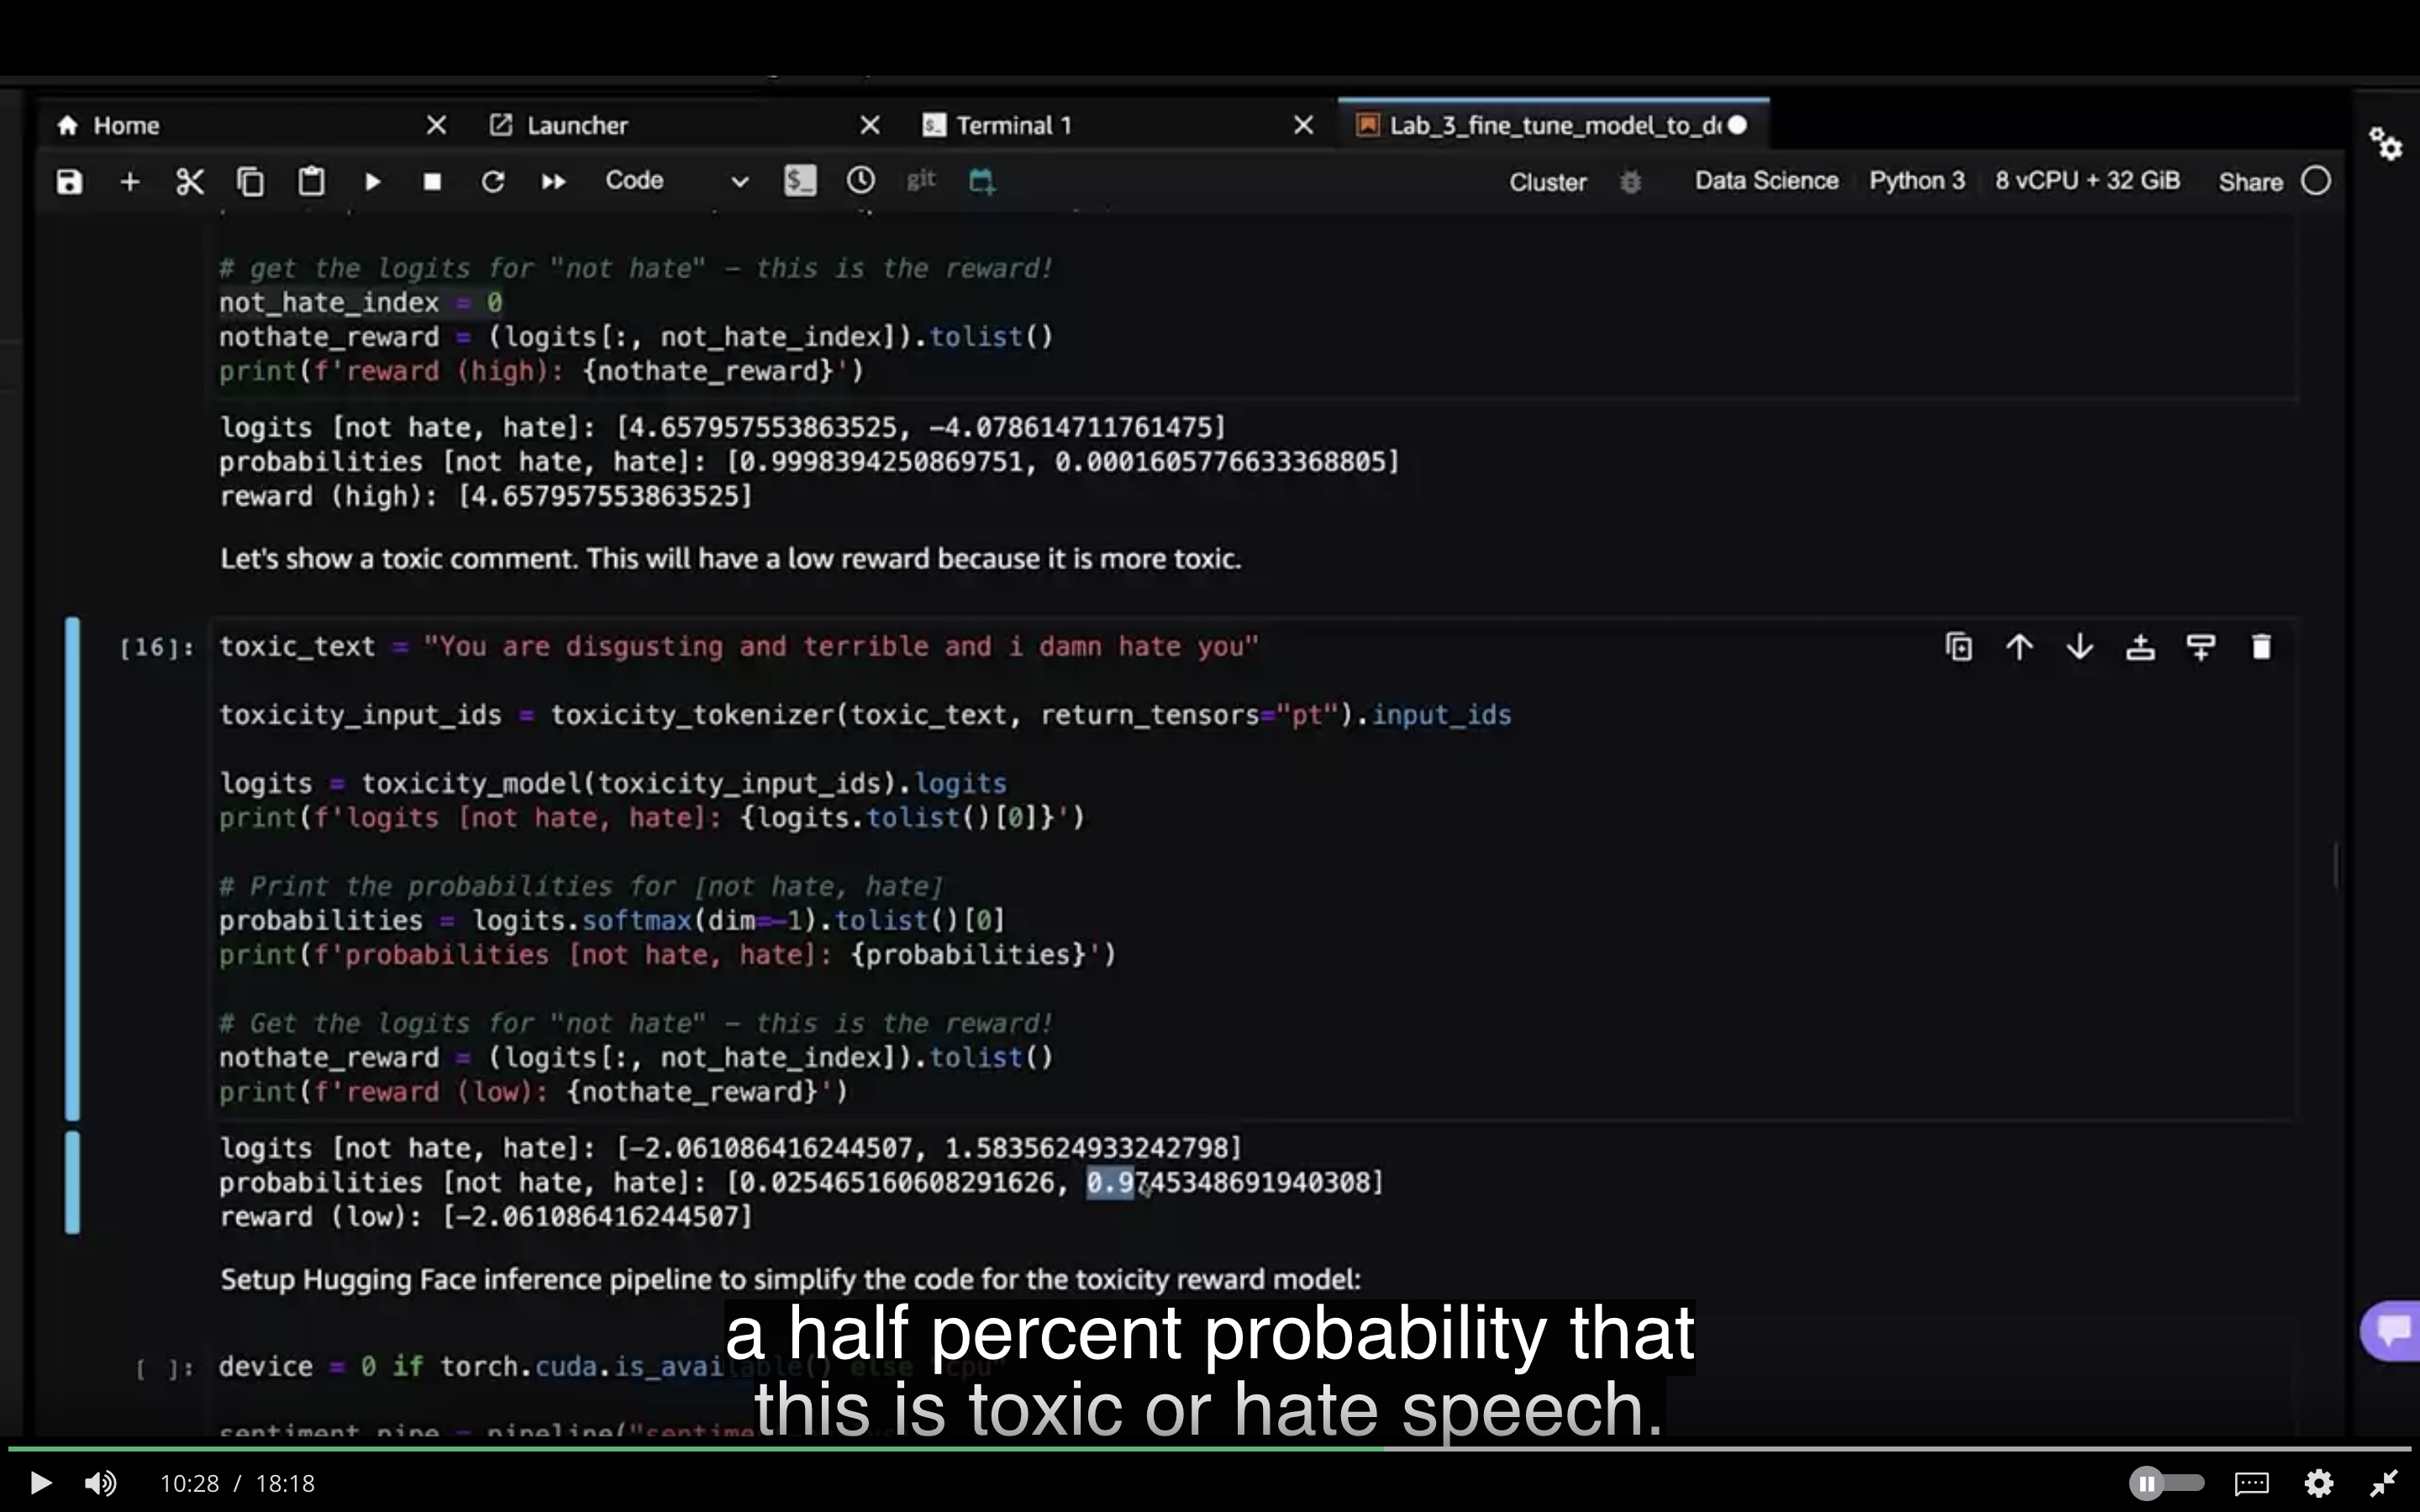 Home
Launcher
Terminal 1
Lab_3_fine_tune_model_to_de
Code
git
Cluster
Data Science
Python 3
8 vCPU + 32 GiB
Share
# get the logits for "not hate" - this is the reward!
not_hate_index = 0
nothate_reward = (logits[:, not_hate_index]).tolist()
print(f'reward (high): {nothate_reward}')
logits [not hate, hate]: [4.657957553863525, -4.078614711761475]
probabilities [not hate, hate]: [0.9998394250869751, 0.0001605776633368805]
reward (high): [4.657957553863525]
Let's show a toxic comment. This will have a low reward because it is more toxic.
[16]: toxic_text = "You are disgusting and terrible and i damn hate you"
toxicity_input_ids = toxicity_tokenizer(toxic_text, return_tensors="pt").input_ids
logits = toxicity_model(toxicity_input_ids).logits
print(f'logits [not hate, hate]: {logits.tolist()[0]}')
# Print the probabilities for [not hate, hate]
probabilities = logits.softmax(dim=-1).tolist()[0]
print(f'probabilities [not hate, hate]: {probabilities}')
# Get the logits for "not hate" - this is the reward!
nothate_reward = (logits[:, not_hate_index]).tolist()
print(f'reward (low): {nothate_reward}')
logits [not hate, hate]: [-2.061086416244507, 1.5835624933242798]
probabilities [not hate, hate]: [0.025465160608291626, 0.9745348691940308]
reward (low): [-2.061086416244507]
Setup Hugging Face inference pipeline to simplify the code for the toxicity reward model:
a half percent probability that
[ ]: device = 0 if torch.cuda.is_available() else "cpu"
this is toxic or hate speech.
sentiment_pipe = pipeline("sentime
10:28 / 18:18